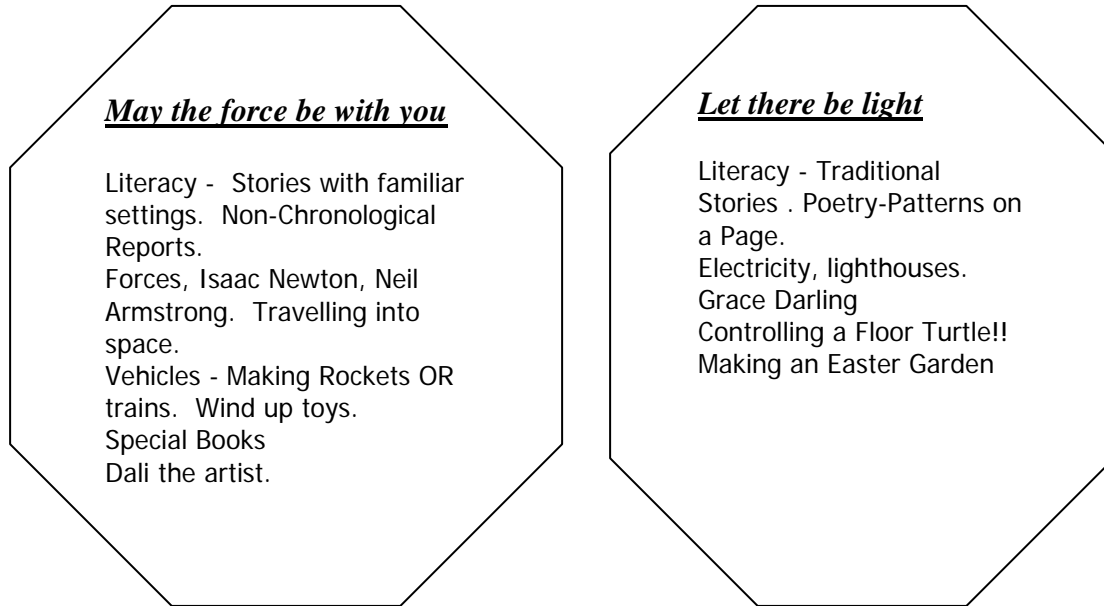 May the force be with you
Literacy -  Stories with familiar
settings.  Non-Chronological
Reports.
Forces, Isaac Newton, Neil
Armstrong.  Travelling into
space.
Vehicles - Making Rockets OR
trains.  Wind up toys.
Special Books
Dali the artist.
Let there be light
Literacy - Traditional
Stories . Poetry-Patterns on
a Page.
Electricity, lighthouses.
Grace Darling
Controlling a Floor Turtle!!
Making an Easter Garden